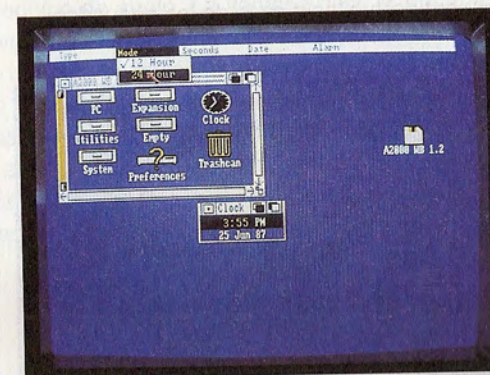 Type Mode Seconds Date Alarm
✓12 Hour
24 Hour
A2000 WB
PC Expansion Clock
Utilities Empty
System Preferences Trashcan
A2000 WB 1.2
Clock
3:55 PM
25 Jun 87